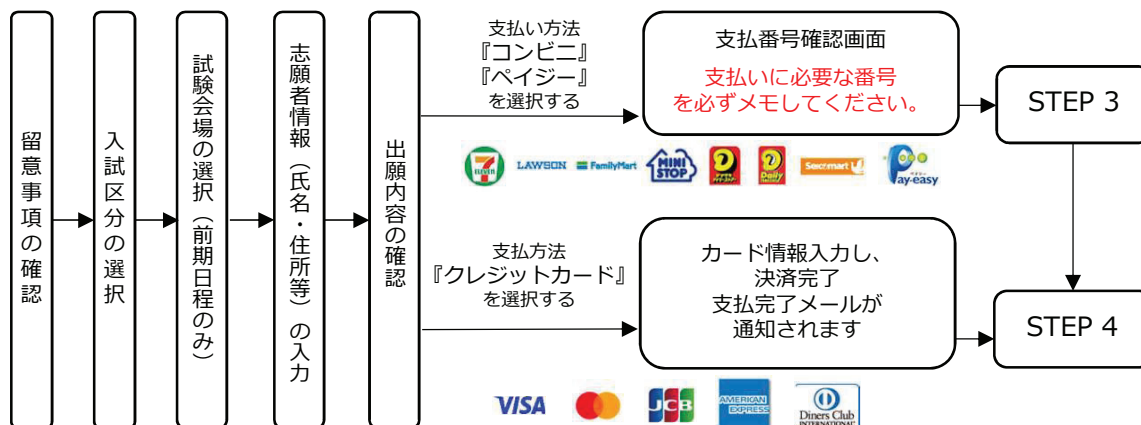 留意事項の確認
入試区分の選択
試験会場の選択（前期日程のみ）
志願者情報（氏名・住所等）の入力
出願内容の確認
支払い方法
『コンビニ』
『ペイジー』
を選択する
支払番号確認画面
支払いに必要な番号
を必ずメモしてください。
STEP 3
7
ELEVEN
LAWSON
FamilyMart
MINI
STOP
Daily
Seicomart
Pay-easy
支払方法
『クレジットカード』
を選択する
カード情報入力し、
決済完了
支払完了メールが
通知されます
STEP 4
VISA
JCB
AMERICAN
EXPRESS
Diners Club
INTERNATIONAL